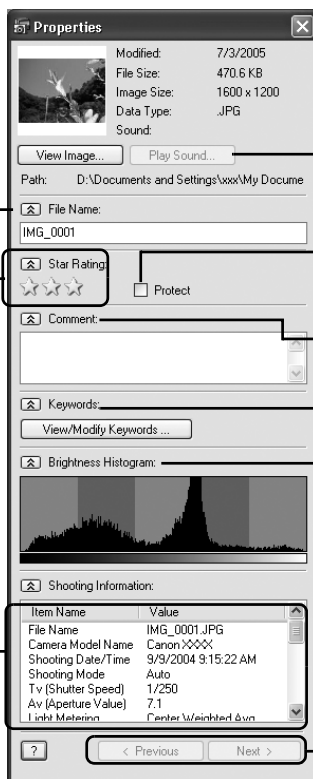 Properties
Modified: 7/3/2005
File Size: 470.6 KB
Image Size: 1600 x 1200
Data Type: .JPG
Sound:
View Image... Play Sound...
Path: D:\Documents and Settings\xxx\My Docume
File Name:
IMG_0001
Star Rating:
Protect
Comment:
Keywords:
View/Modify Keywords ...
Brightness Histogram:
Shooting Information:
Item Name Value
File Name IMG_0001.JPG
Camera Model Name Canon XXXX
Shooting Date/Time 9/9/2004 9:15:22 AM
Shooting Mode Auto
Tv (Shutter Speed) 1/250
Av (Aperture Value) 7.1
Light Metering Center Weighted Avg
? < Previous Next >